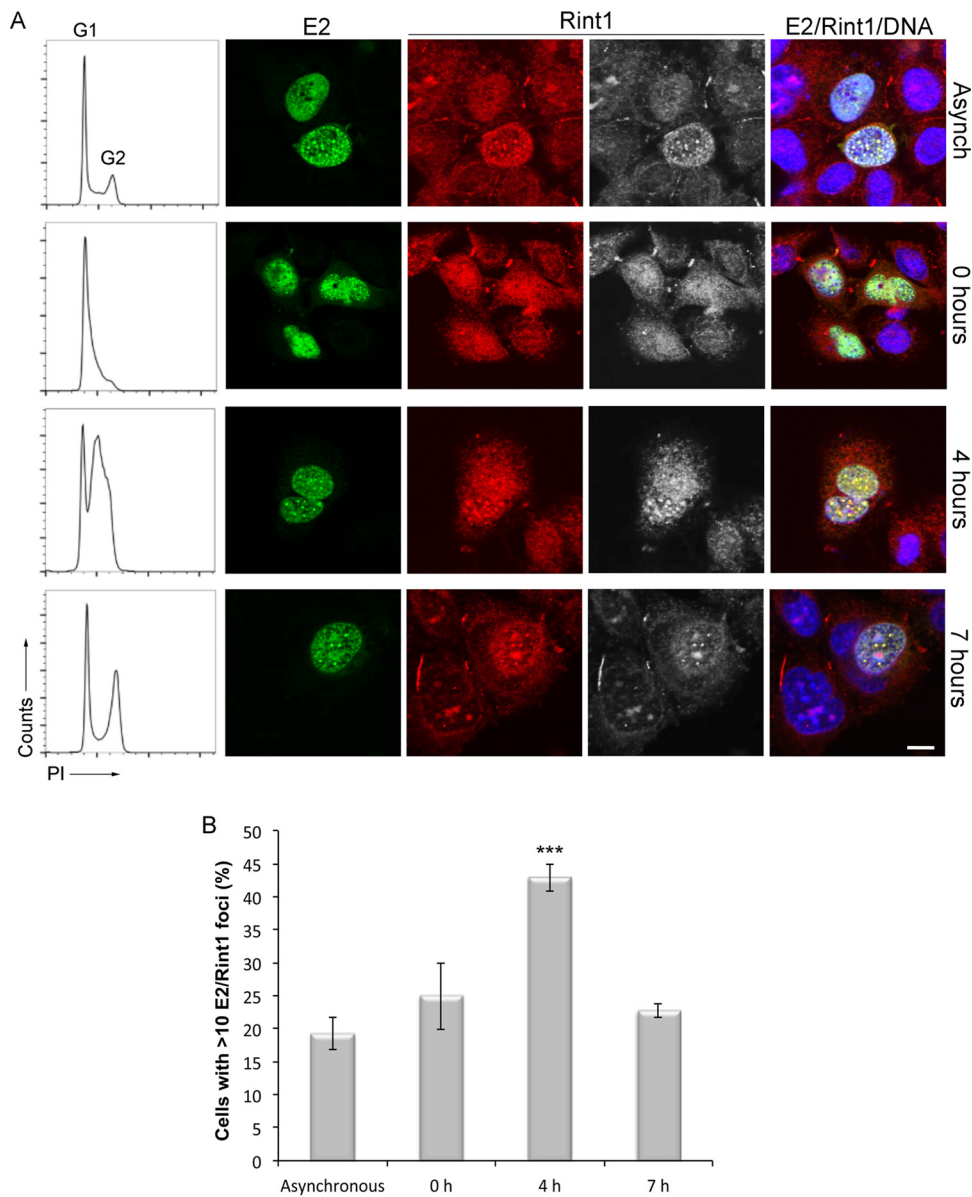 A
G1
G2
E2
Rint1
E2/Rint1/DNA
Asynch
0 hours
4 hours
7 hours
Counts
PI
B
Cells with >10 E2/Rint1 foci (%)
50
45
40
35
30
25
20
15
10
5
0
***
Asynchronous
0 h
4 h
7 h